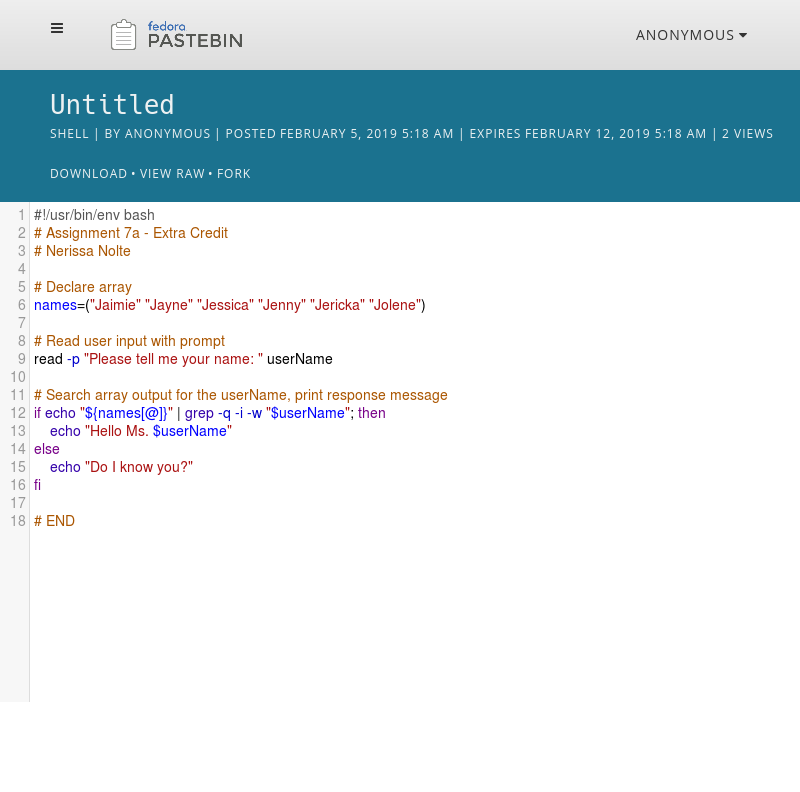 fedora
PASTEBIN
ANONYMOUS
Untitled
SHELL | BY ANONYMOUS | POSTED FEBRUARY 5, 2019 5:18 AM | EXPIRES FEBRUARY 12, 2019 5:18 AM | 2 VIEWS
DOWNLOAD • VIEW RAW • FORK
1 #!/usr/bin/env bash
2 # Assignment 7a - Extra Credit
3 # Nerissa Nolte
4
5 # Declare array
6 names=("Jaimie" "Jayne" "Jessica" "Jenny" "Jericka" "Jolene")
7
8 # Read user input with prompt
9 read -p "Please tell me your name: " userName
10
11 # Search array output for the userName, print response message
12 if echo "${names[@]}" | grep -q -i -w "$userName"; then
13     echo "Hello Ms. $userName"
14 else
15     echo "Do I know you?"
16 fi
17
18 # END